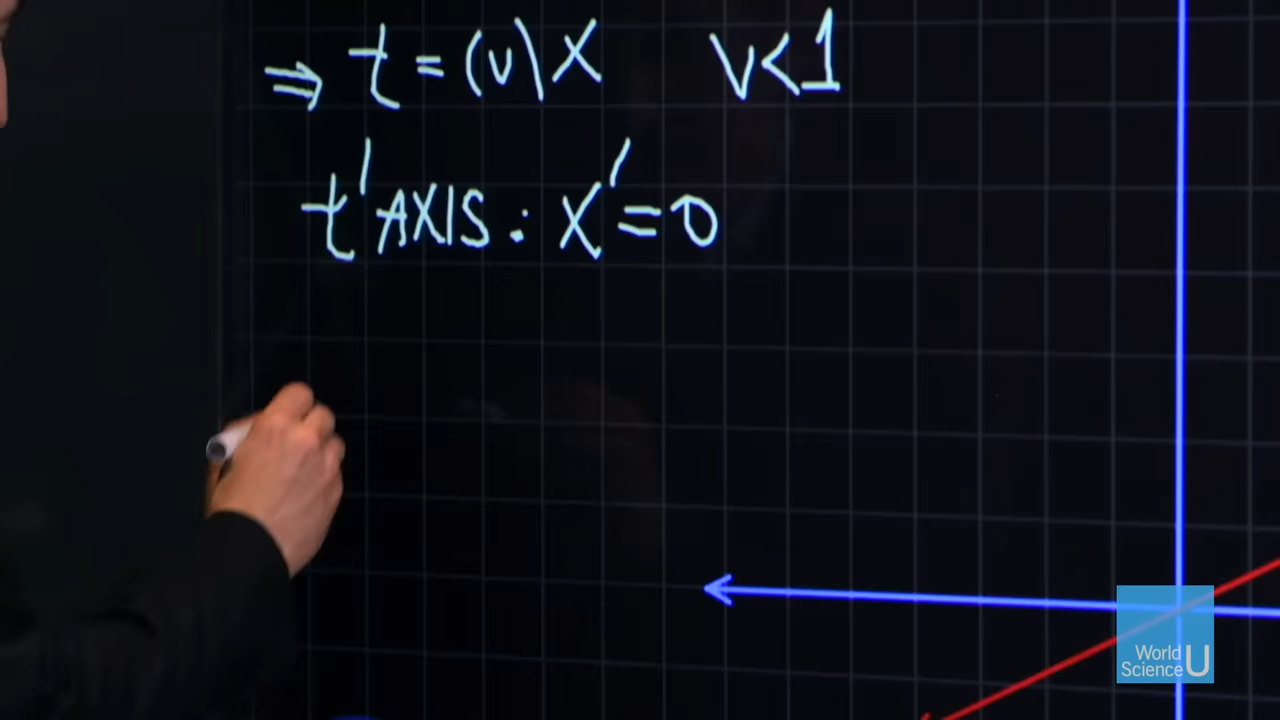 ⇒ t = (v) X   v<1
t' AXIS : X' = 0
World
Science U